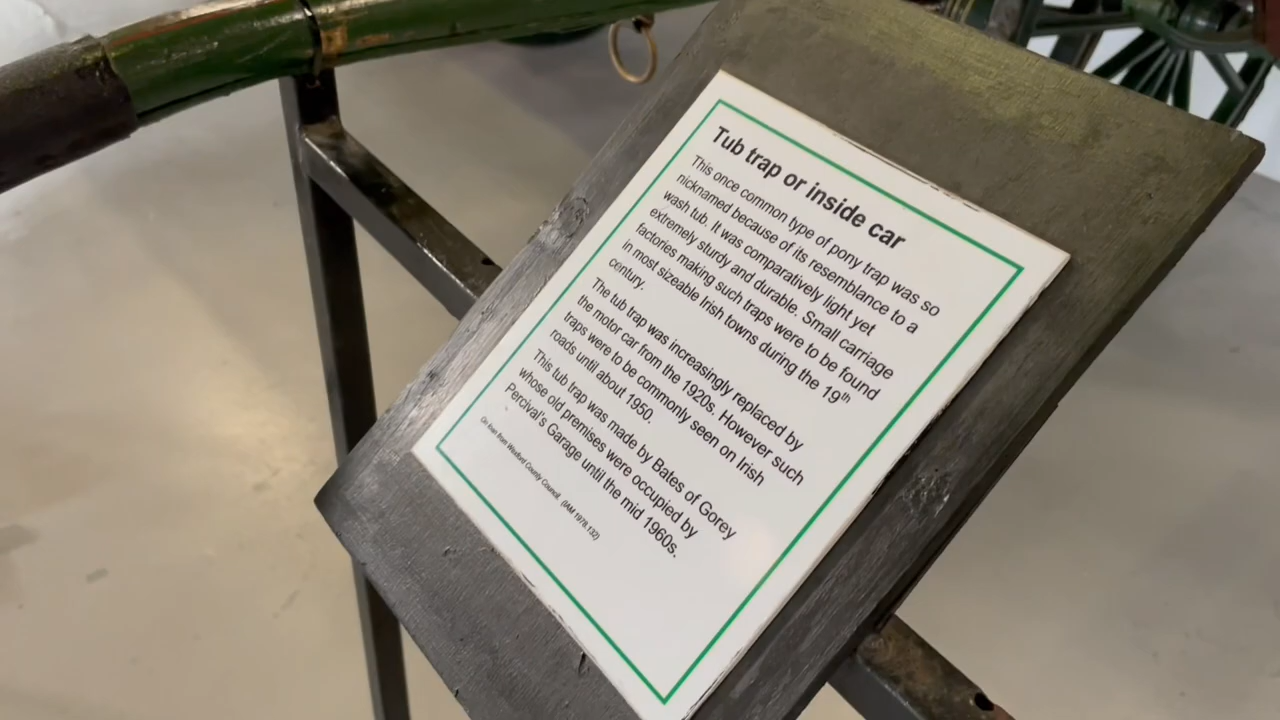 Tub trap or inside car
This once common type of pony trap was so
nicknamed because of its resemblance to a
wash tub. It was comparatively light yet
extremely sturdy and durable. Small carriage
factories making such traps were to be found
in most sizeable Irish towns during the 19th
century.
The tub trap was increasingly replaced by
the motor car from the 1920s. However such
traps were to be commonly seen on Irish
roads until about 1950.
This tub trap was made by Bates of Gorey
whose old premises were occupied by
Percival's Garage until the mid 1960s.
On loan from Wexford County Council. (IAM 1978.132)